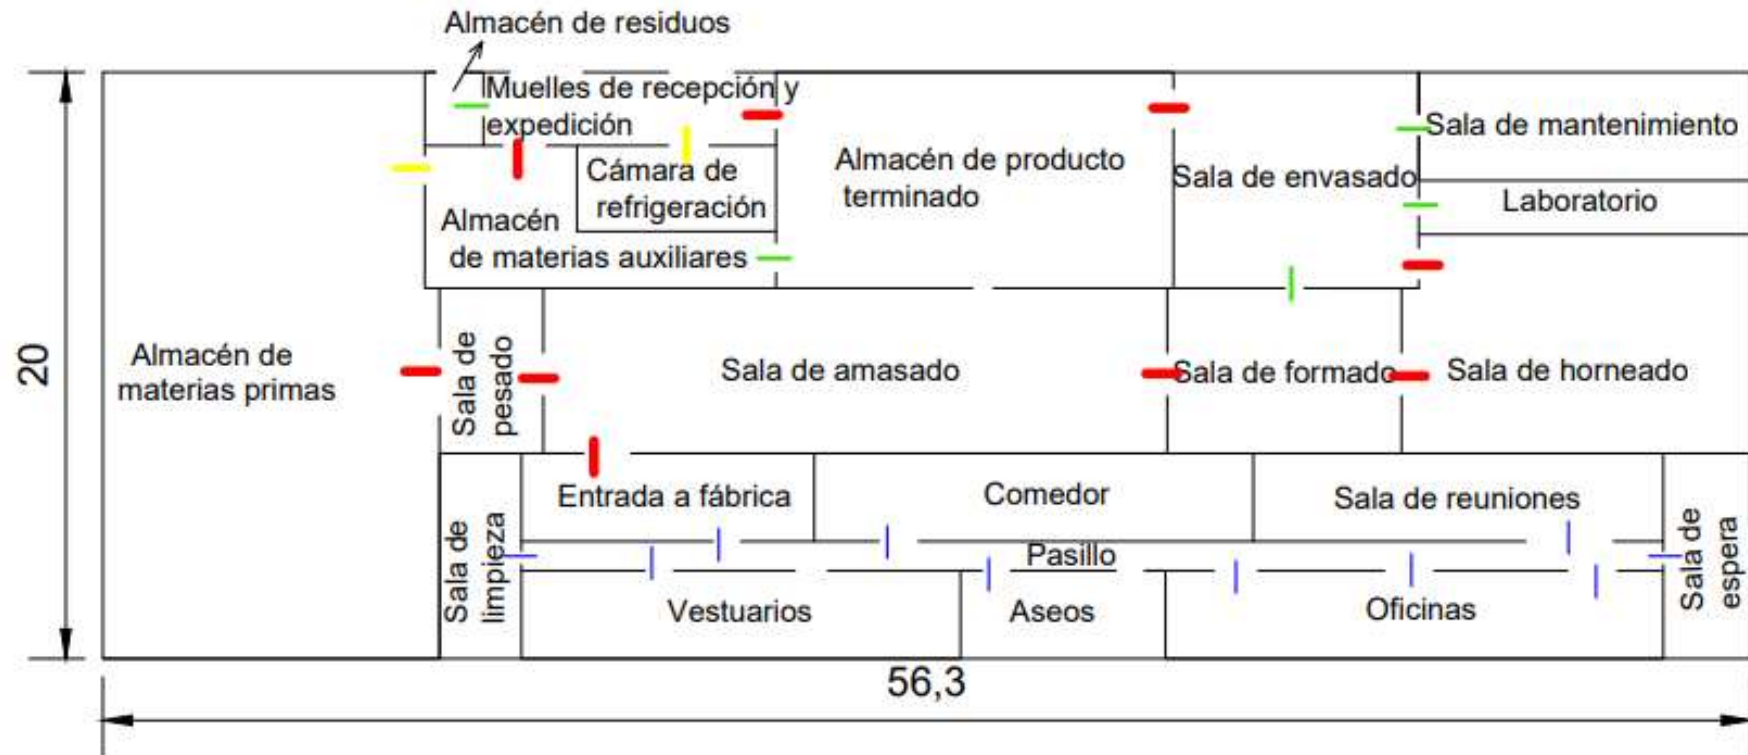 Almacén de residuos
Muelles de recepción y
expedición
Sala de mantenimiento
Almacén de producto
terminado
Cámara de
refrigeración
Sala de envasado
Laboratorio
Almacén
de materias auxiliares
20
Almacén de
materias primas
Sala de
pesado
Sala de amasado
Sala de formado
Sala de horneado
Entrada a fábrica
Comedor
Sala de reuniones
Sala de
limpieza
Pasillo
Sala de
espera
Vestuarios
Aseos
Oficinas
56,3